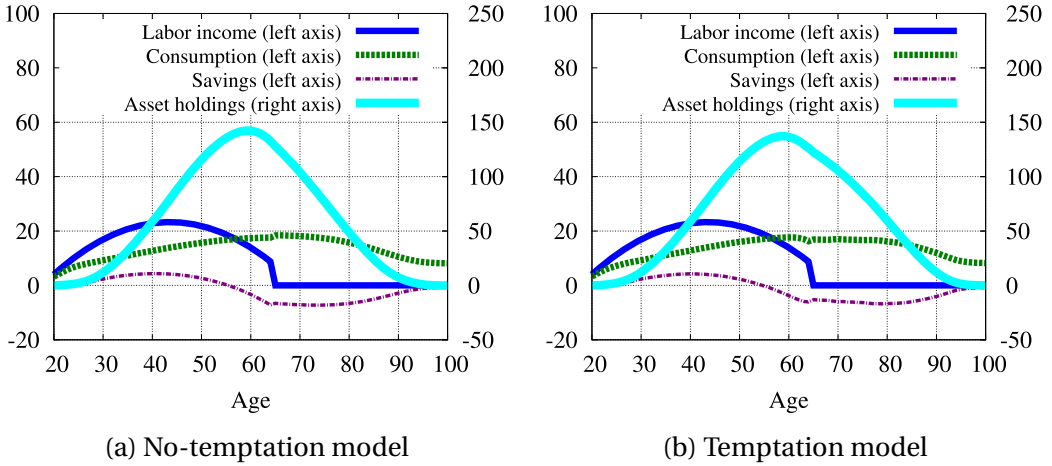 100
80
60
40
20
0
-20
250
200
150
100
50
0
-50
Labor income (left axis)
Consumption (left axis)
Savings (left axis)
Asset holdings (right axis)
20 30 40 50 60 70 80 90 100
Age
(a) No-temptation model
100
80
60
40
20
0
-20
250
200
150
100
50
0
-50
Labor income (left axis)
Consumption (left axis)
Savings (left axis)
Asset holdings (right axis)
20 30 40 50 60 70 80 90 100
Age
(b) Temptation model